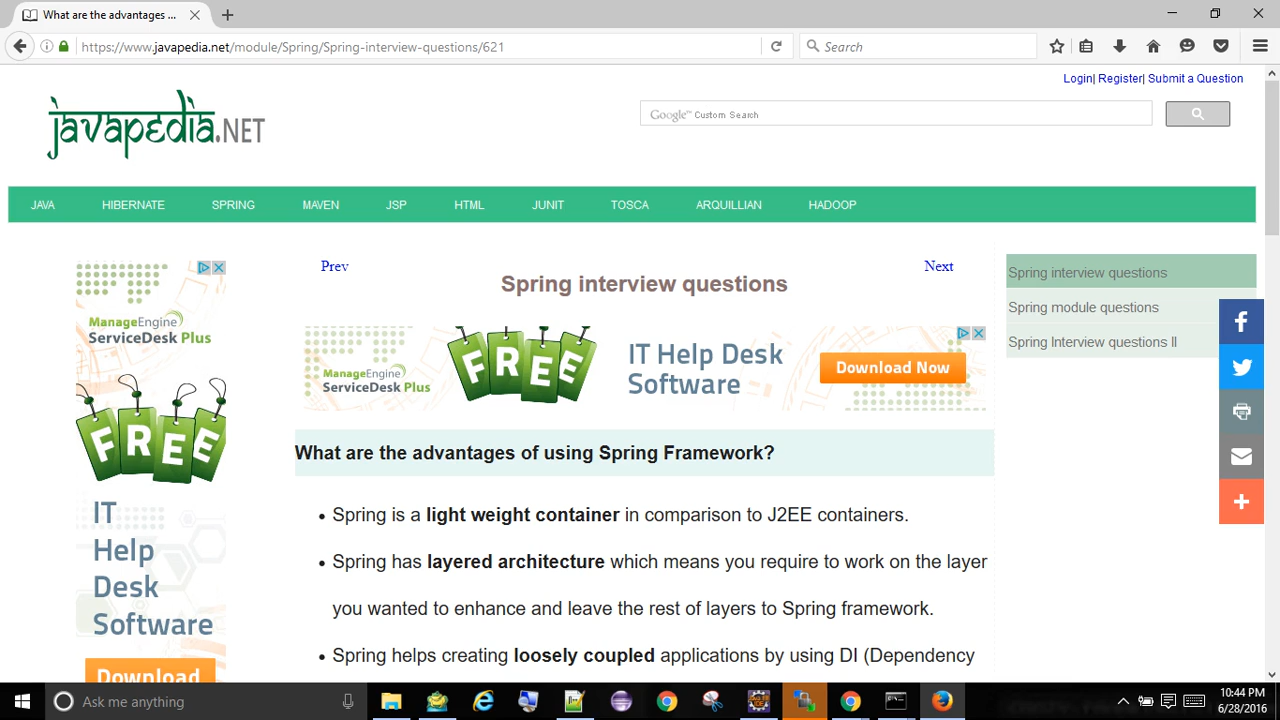 What are the advantages ...
https://www.javapedia.net/module/Spring/Spring-interview-questions/621
Search
Login| Register| Submit a Question
javapedia.NET
Google™ Custom Search
JAVA HIBERNATE SPRING MAVEN JSP HTML JUNIT TOSCA ARQUILLIAN HADOOP
Prev
Next
Spring interview questions
ManageEngine
ServiceDesk Plus
FREE
IT
Help
Desk
Software
Download
ManageEngine
ServiceDesk Plus
FREE
IT Help Desk
Software
Download Now
What are the advantages of using Spring Framework?
• Spring is a light weight container in comparison to J2EE containers.
• Spring has layered architecture which means you require to work on the layer
you wanted to enhance and leave the rest of layers to Spring framework.
• Spring helps creating loosely coupled applications by using DI (Dependency
Spring interview questions
Spring module questions
Spring Interview questions II
Ask me anything
10:44 PM
6/28/2016